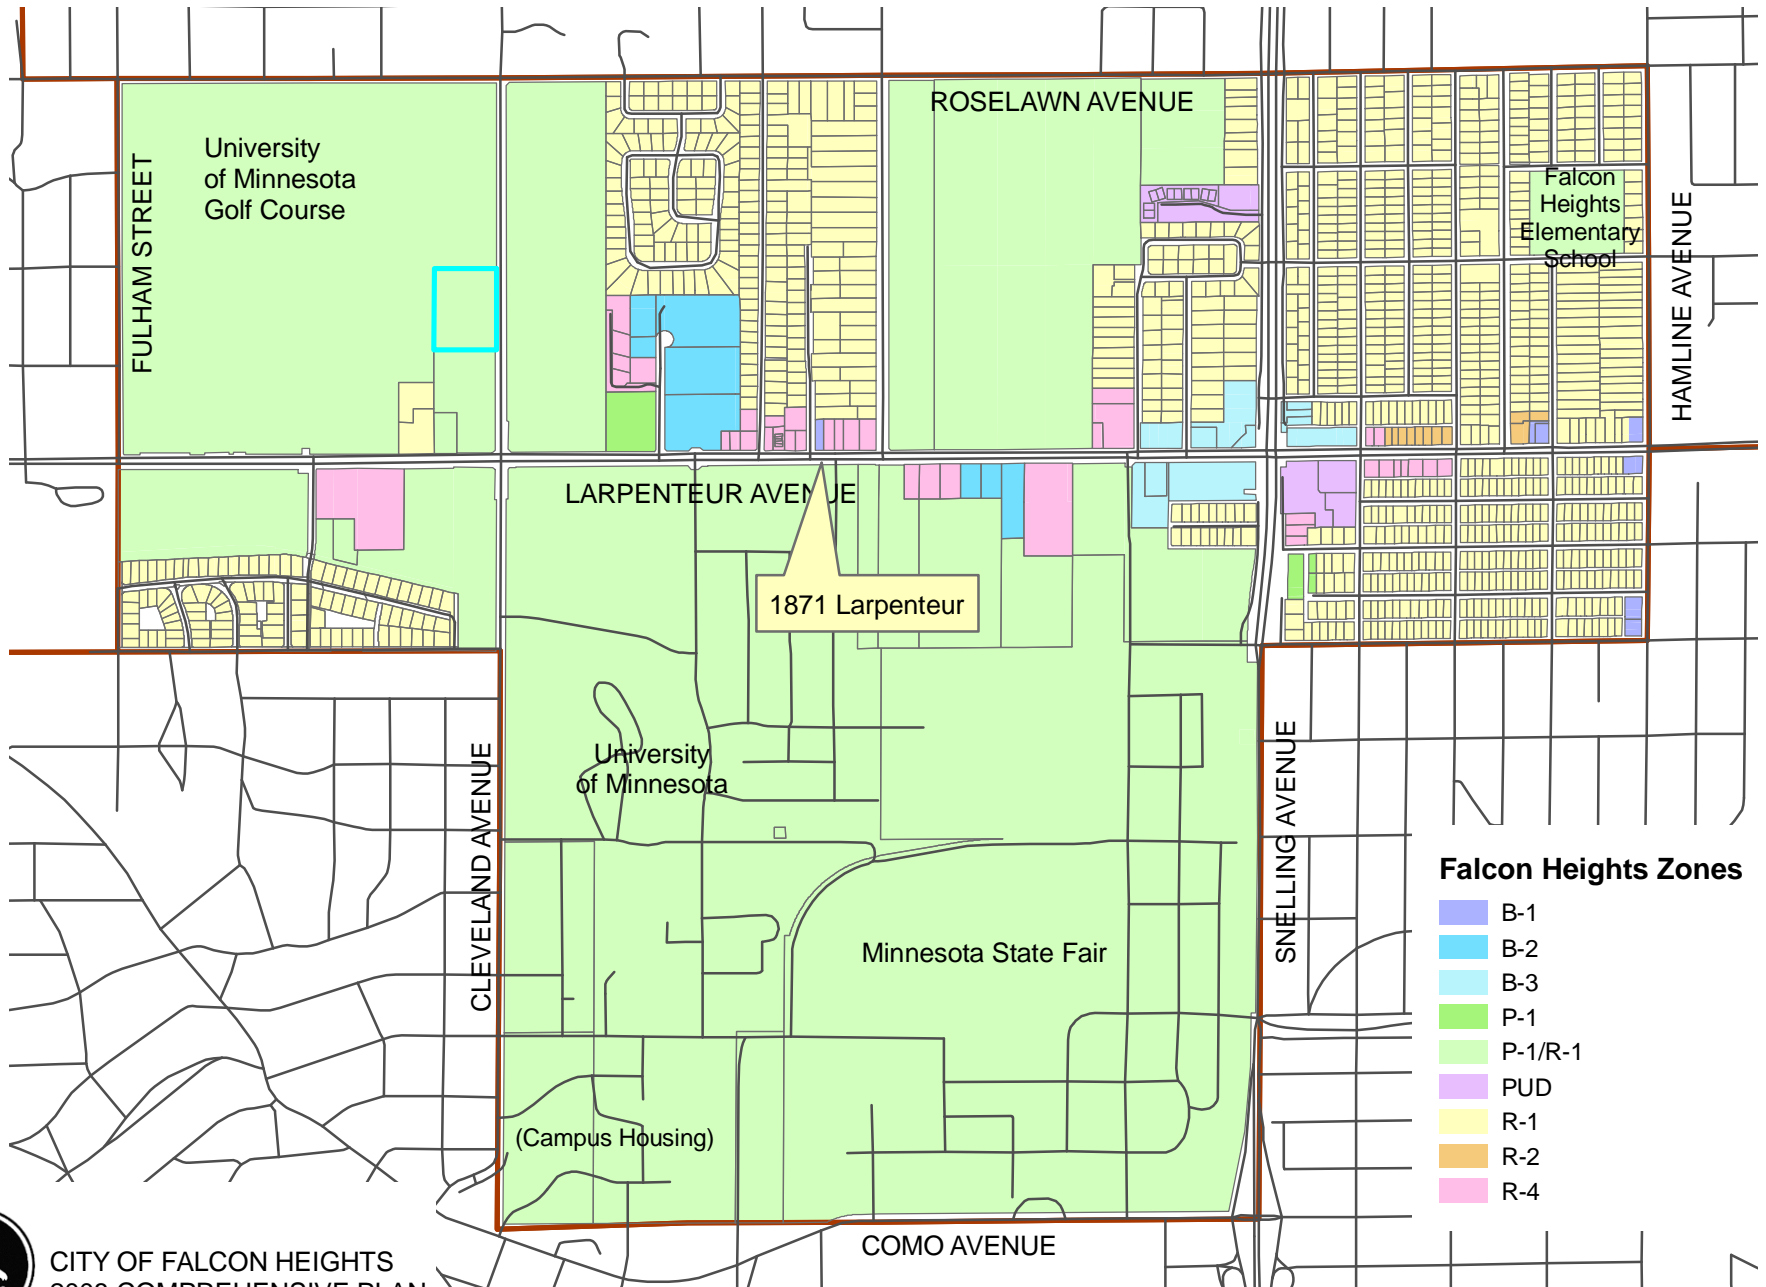 ROSELAWN AVENUE
University
of Minnesota
Golf Course
FULHAM STREET
Falcon
Heights
Elementary
School
HAMLINE AVENUE
LARPENTEUR AVENUE
1871 Larpenteur
University
of Minnesota
CLEVELAND AVENUE
SNELLING AVENUE
Minnesota State Fair
(Campus Housing)
COMO AVENUE
Falcon Heights Zones
B-1
B-2
B-3
P-1
P-1/R-1
PUD
R-1
R-2
R-4
CITY OF FALCON HEIGHTS
COMPREHENSIVE PLAN